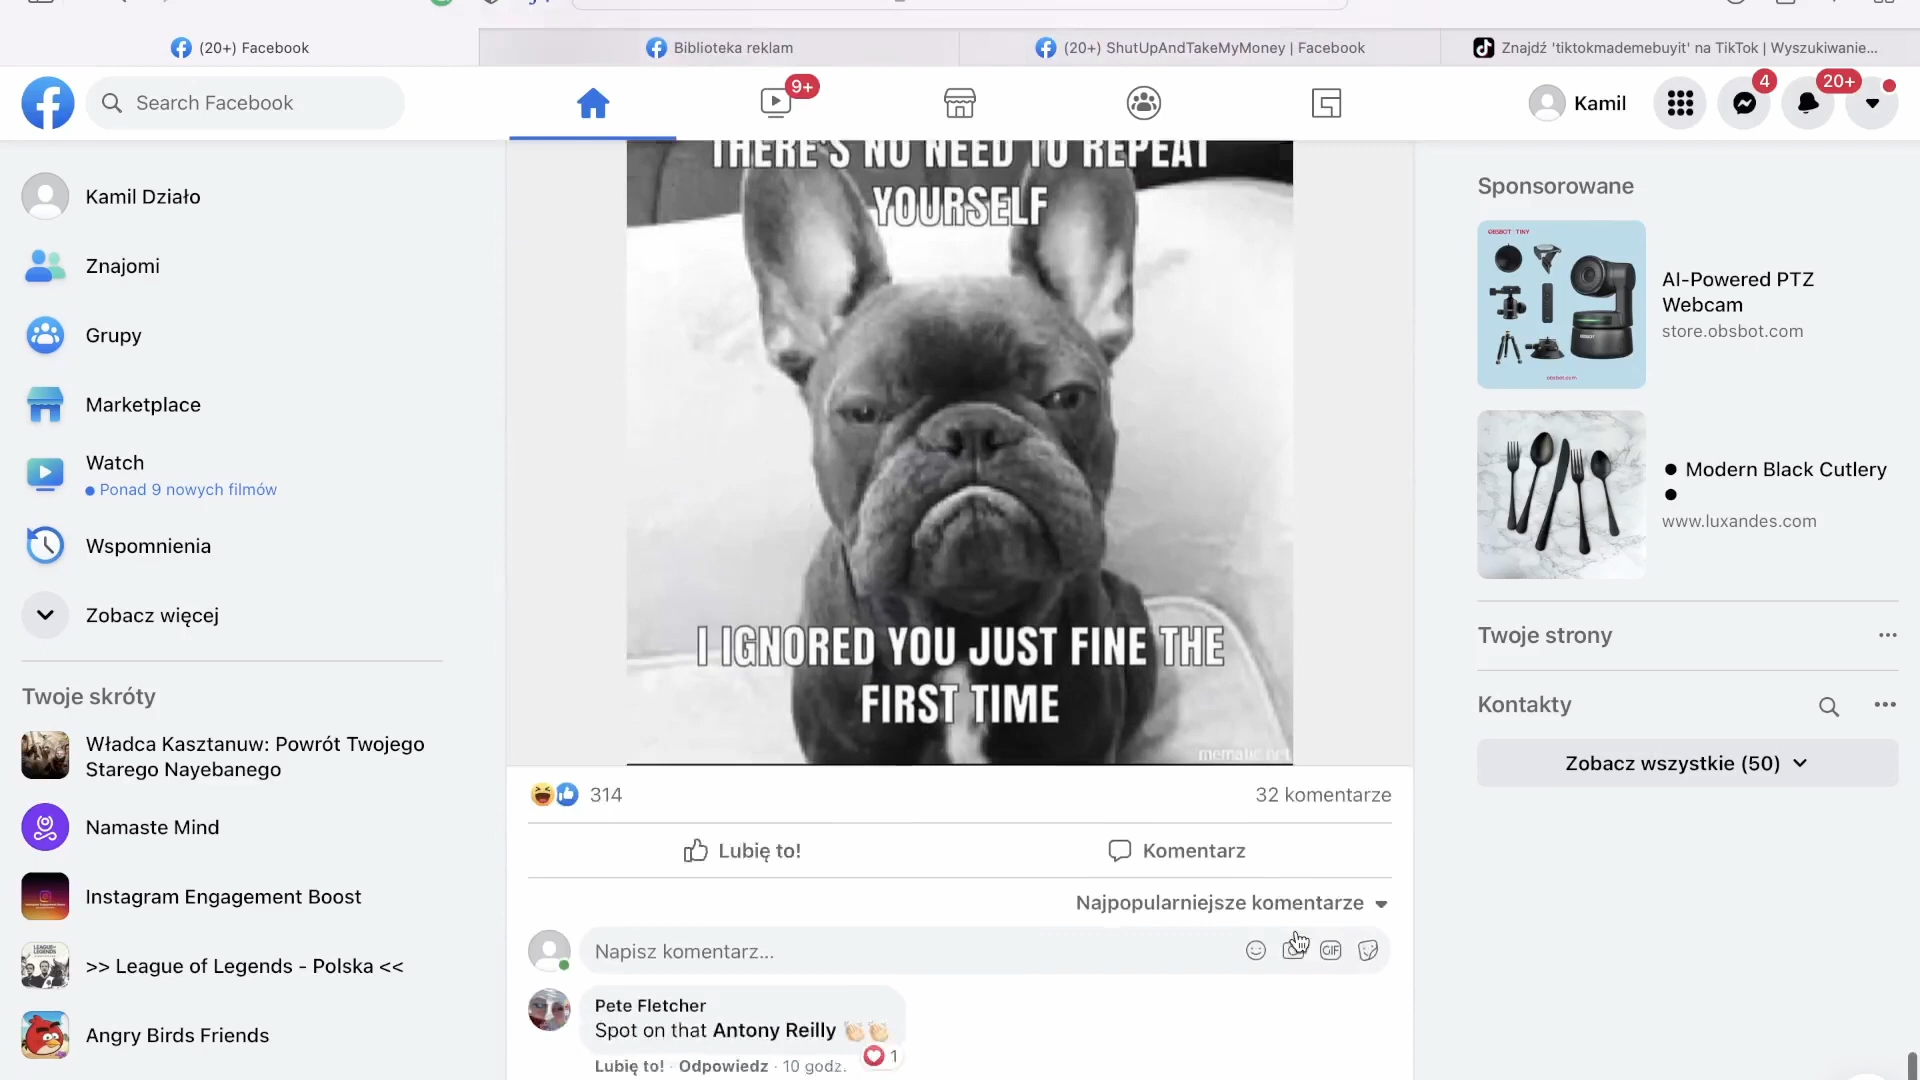 (20+) Facebook
Biblioteka reklam
(20+) ShutUpAndTakeMyMoney | Facebook
Znajdź 'tiktokmademebuyit' na TikTok | Wyszukiwanie...
Search Facebook
9+
Kamil
4
20+
Kamil Działo
Znajomi
Grupy
Marketplace
Watch
Ponad 9 nowych filmów
Wspomnienia
Zobacz więcej
Twoje skróty
Władca Kasztanuw: Powrót Twojego
Starego Nayebanego
Namaste Mind
Instagram Engagement Boost
>> League of Legends - Polska <<
Angry Birds Friends
THERE'S NO NEED TO REPEAT
YOURSELF
I IGNORED YOU JUST FINE THE
FIRST TIME
mematic.net
314
32 komentarze
Lubię to!
Komentarz
Najpopularniejsze komentarze
Napisz komentarz...
GIF
Pete Fletcher
Spot on that Antony Reilly 👏🏻👏🏻
1
Lubię to! · Odpowiedz · 10 godz.
Sponsorowane
OBSBOT TINY
obsbot.com
AI-Powered PTZ
Webcam
store.obsbot.com
● Modern Black Cutlery
●
www.luxandes.com
Twoje strony
Kontakty
Zobacz wszystkie (50)